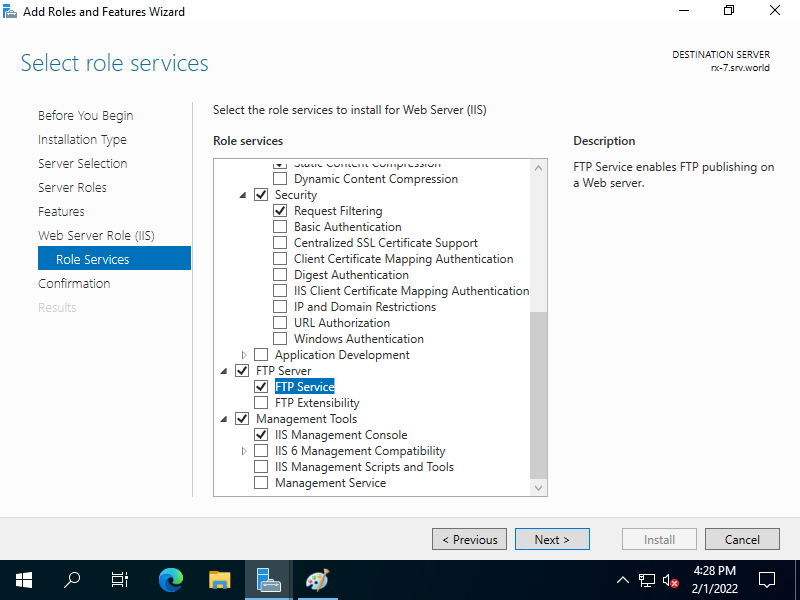 Add Roles and Features Wizard
Select role services
DESTINATION SERVER
rx-7.srv.world
Before You Begin
Installation Type
Server Selection
Server Roles
Features
Web Server Role (IIS)
Role Services
Confirmation
Results
Select the role services to install for Web Server (IIS)
Role services
Static Content Compression
Dynamic Content Compression
Security
Request Filtering
Basic Authentication
Centralized SSL Certificate Support
Client Certificate Mapping Authentication
Digest Authentication
IIS Client Certificate Mapping Authentication
IP and Domain Restrictions
URL Authorization
Windows Authentication
Application Development
FTP Server
FTP Service
FTP Extensibility
Management Tools
IIS Management Console
IIS 6 Management Compatibility
IIS Management Scripts and Tools
Management Service
Description
FTP Service enables FTP publishing on
a Web server.
< Previous
Next >
Install
Cancel
4:28 PM
2/1/2022